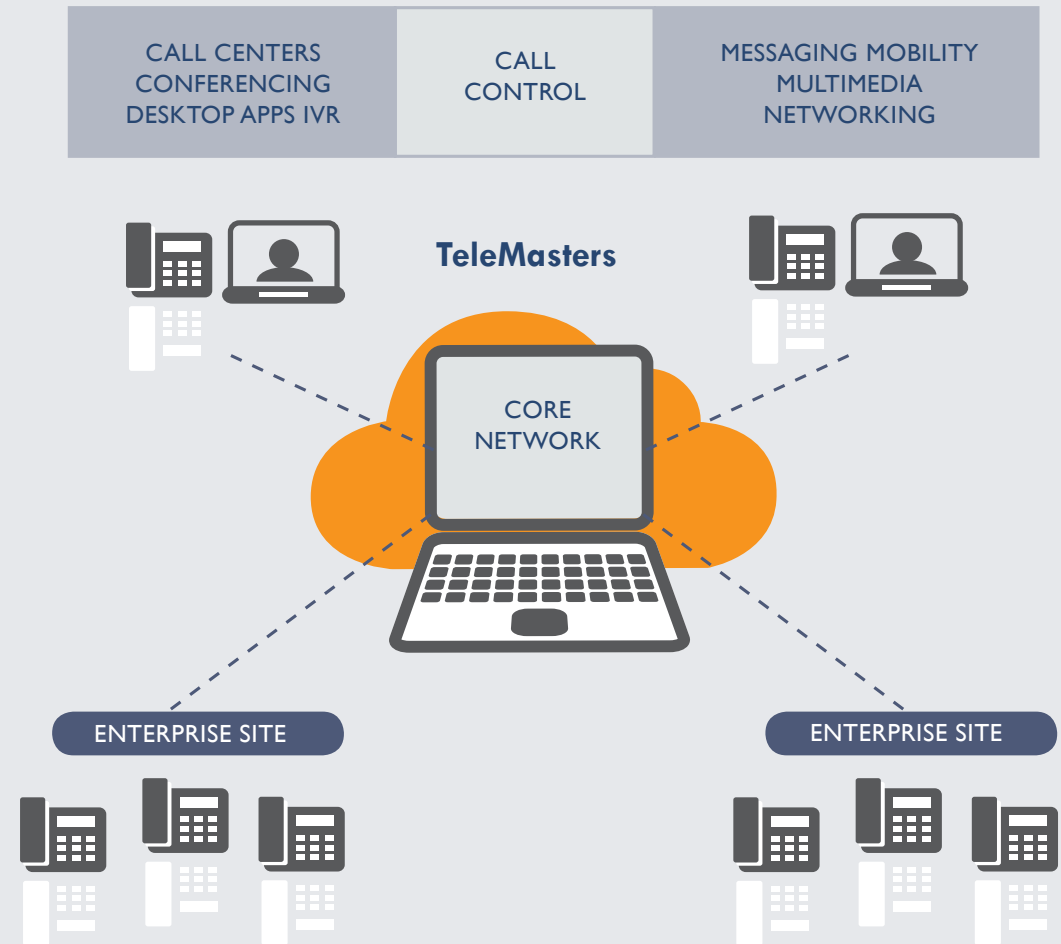 CALL CENTERS
CONFERENCING
DESKTOP APPS IVR
CALL
CONTROL
MESSAGING MOBILITY
MULTIMEDIA
NETWORKING
TeleMasters
CORE
NETWORK
ENTERPRISE SITE
ENTERPRISE SITE